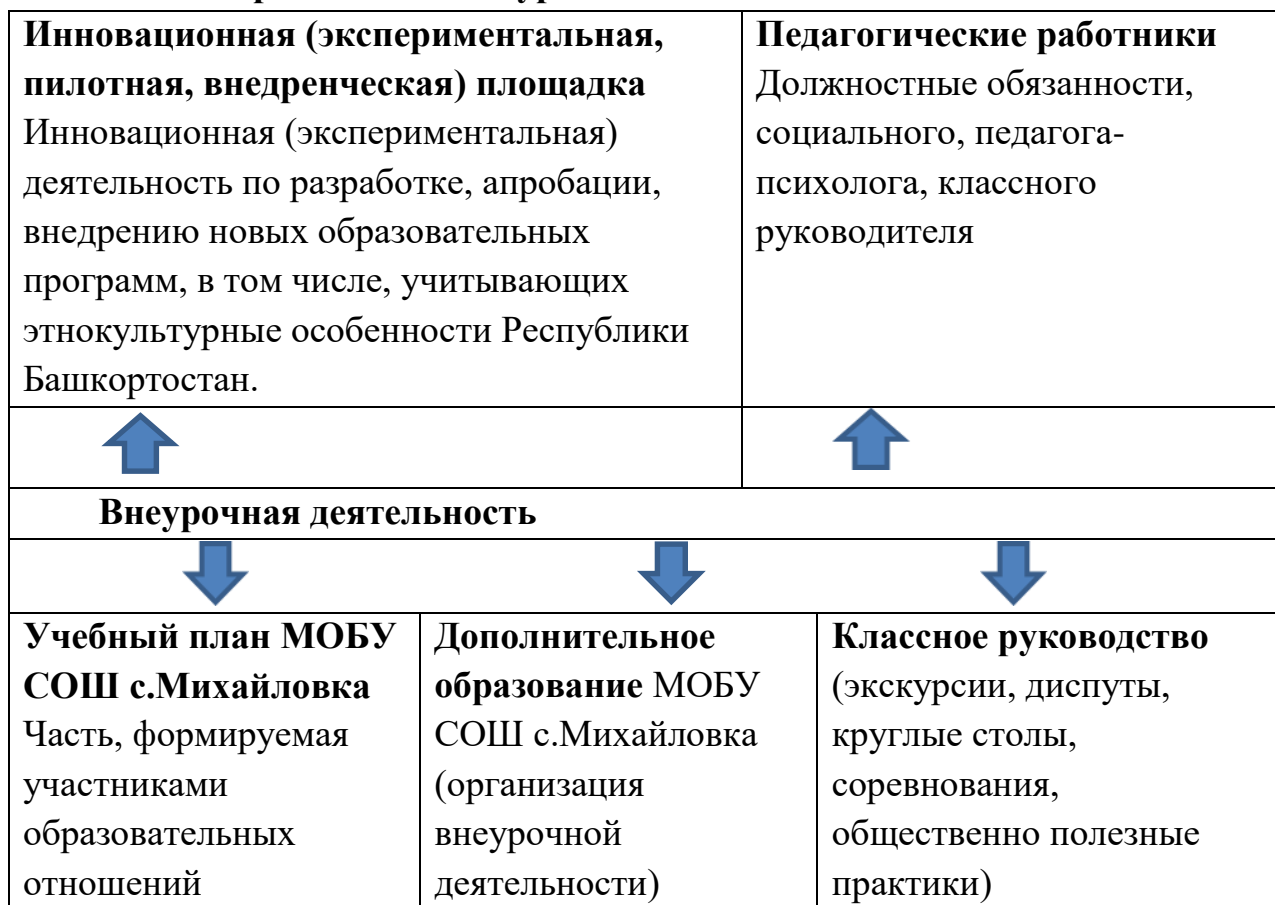 Инновационная (экспериментальная,
пилотная, внедренческая) площадка
Инновационная (экспериментальная)
деятельность по разработке, апробации,
внедрению новых образовательных
программ, в том числе, учитывающих
этнокультурные особенности Республики
Башкортостан.
Педагогические работники
Должностные обязанности,
социального, педагога-
психолога, классного
руководителя
Внеурочная деятельность
Учебный план МОБУ
СОШ с.Михайловка
Часть, формируемая
участниками
образовательных
отношений
Дополнительное
образование МОБУ
СОШ с.Михайловка
(организация
внеурочной
деятельности)
Классное руководство
(экскурсии, диспуты,
круглые столы,
соревнования,
общественно полезные
практики)